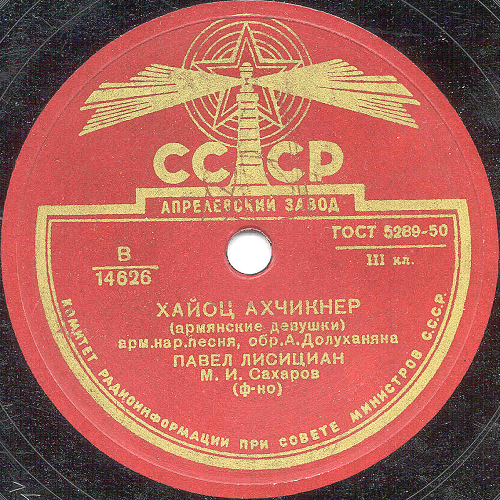 СССР
АПРЕЛЕВСКИЙ ЗАВОД
ГОСТ 5289-50
В
14626
III кл.
ХАЙОЦ АХЧИКНЕР
(армянские девушки)
арм.нар.песня, обр.А.Долуханяна
ПАВЕЛ ЛИСИЦИАН
М. И. Сахаров
(ф-но)
КОМИТЕТ РАДИОИНФОРМАЦИИ ПРИ СОВЕТЕ МИНИСТРОВ С.С.С.Р.